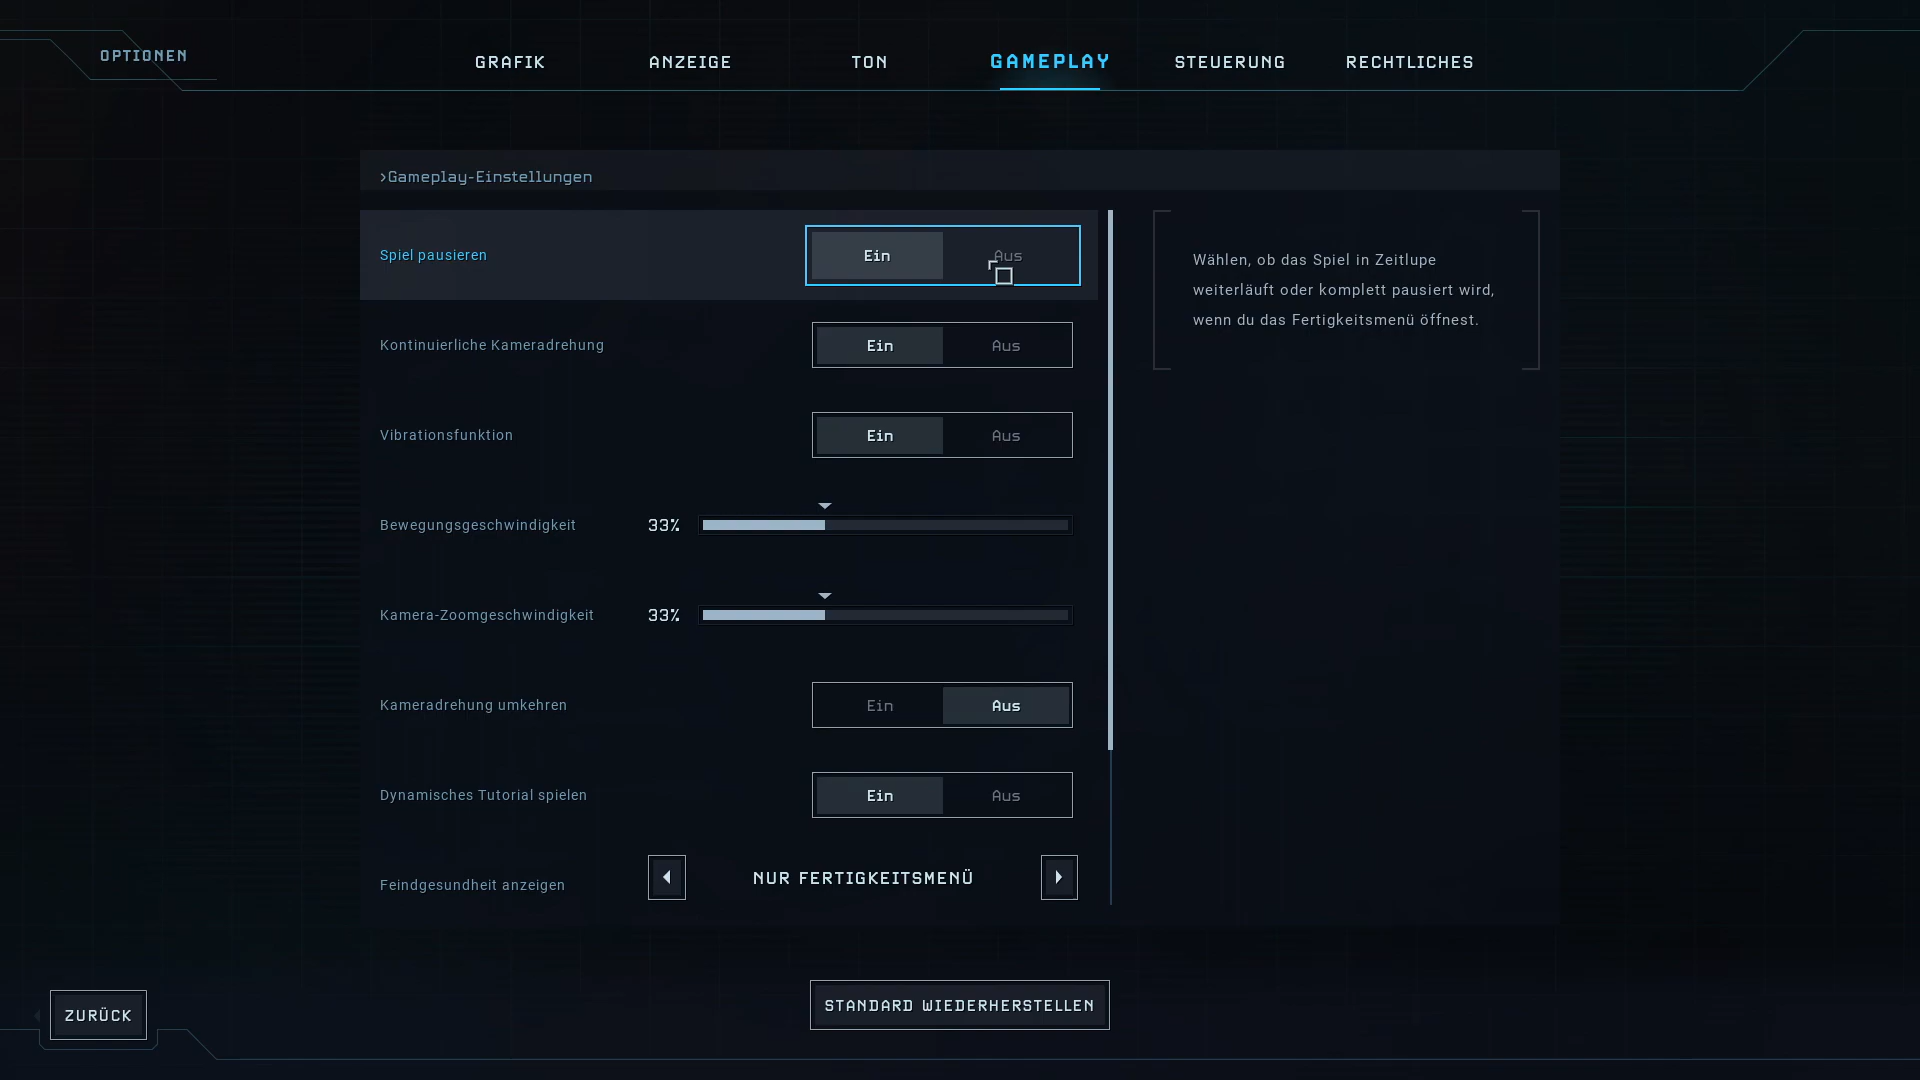 OPTIONEN
GRAFIK
ANZEIGE
TON
GAMEPLAY
STEUERUNG
RECHTLICHES
›Gameplay-Einstellungen
Spiel pausieren
Ein
Aus
Wählen, ob das Spiel in Zeitlupe
weiterläuft oder komplett pausiert wird,
wenn du das Fertigkeitsmenü öffnest.
Kontinuierliche Kameradrehung
Ein
Aus
Vibrationsfunktion
Ein
Aus
Bewegungsgeschwindigkeit
33%
Kamera-Zoomgeschwindigkeit
33%
Kameradrehung umkehren
Ein
Aus
Dynamisches Tutorial spielen
Ein
Aus
Feindgesundheit anzeigen
NUR FERTIGKEITSMENÜ
ZURÜCK
STANDARD WIEDERHERSTELLEN